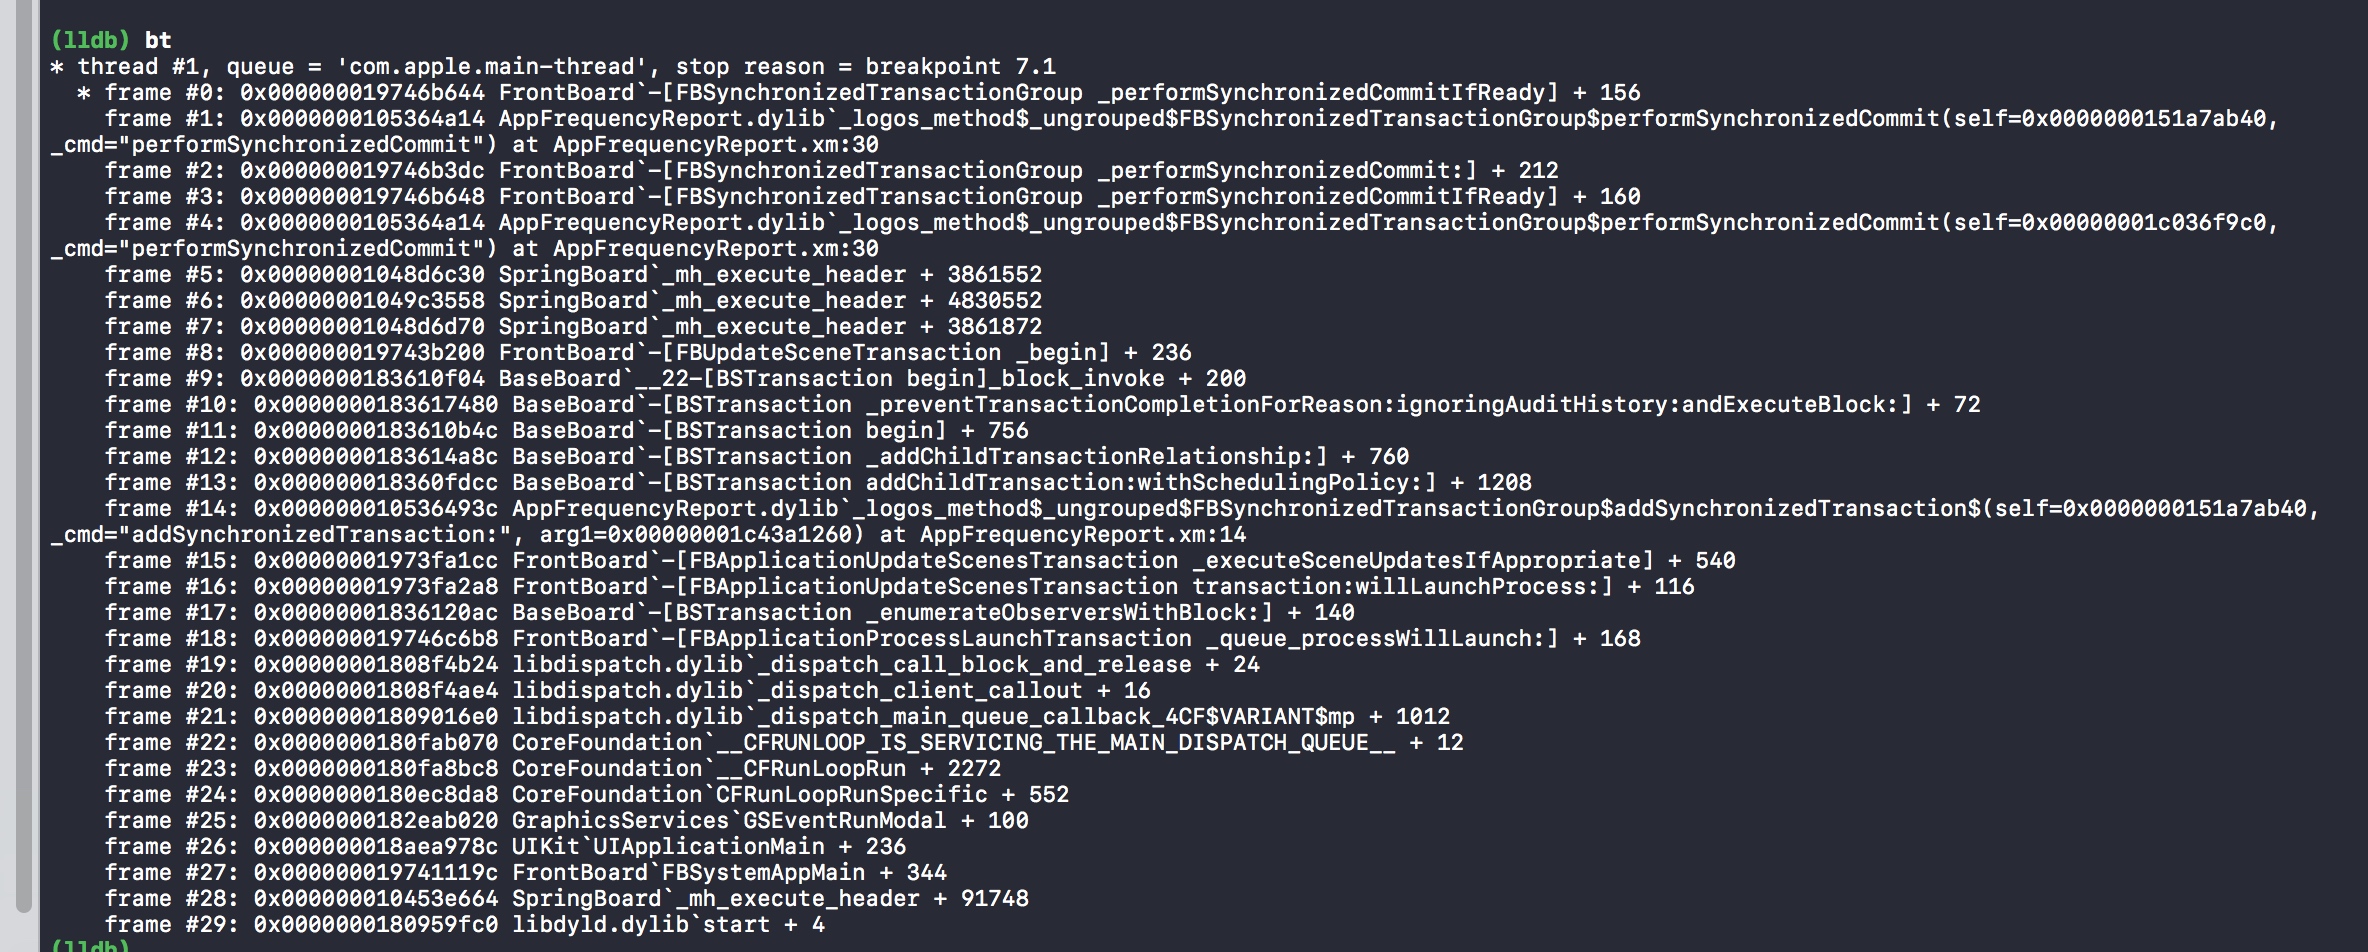 (lldb) bt
* thread #1, queue = 'com.apple.main-thread', stop reason = breakpoint 7.1
  * frame #0: 0x000000019746b644 FrontBoard`-[FBSynchronizedTransactionGroup _performSynchronizedCommitIfReady] + 156
    frame #1: 0x0000000105364a14 AppFrequencyReport.dylib`_logos_method$_ungrouped$FBSynchronizedTransactionGroup$performSynchronizedCommit(self=0x0000000151a7ab40,
_cmd="performSynchronizedCommit") at AppFrequencyReport.xm:30
    frame #2: 0x000000019746b3dc FrontBoard`-[FBSynchronizedTransactionGroup _performSynchronizedCommit:] + 212
    frame #3: 0x000000019746b648 FrontBoard`-[FBSynchronizedTransactionGroup _performSynchronizedCommitIfReady] + 160
    frame #4: 0x0000000105364a14 AppFrequencyReport.dylib`_logos_method$_ungrouped$FBSynchronizedTransactionGroup$performSynchronizedCommit(self=0x00000001c036f9c0,
_cmd="performSynchronizedCommit") at AppFrequencyReport.xm:30
    frame #5: 0x00000001048d6c30 SpringBoard`_mh_execute_header + 3861552
    frame #6: 0x00000001049c3558 SpringBoard`_mh_execute_header + 4830552
    frame #7: 0x00000001048d6d70 SpringBoard`_mh_execute_header + 3861872
    frame #8: 0x000000019743b200 FrontBoard`-[FBUpdateSceneTransaction _begin] + 236
    frame #9: 0x0000000183610f04 BaseBoard`__22-[BSTransaction begin]_block_invoke + 200
    frame #10: 0x0000000183617480 BaseBoard`-[BSTransaction _preventTransactionCompletionForReason:ignoringAuditHistory:andExecuteBlock:] + 72
    frame #11: 0x0000000183610b4c BaseBoard`-[BSTransaction begin] + 756
    frame #12: 0x0000000183614a8c BaseBoard`-[BSTransaction _addChildTransactionRelationship:] + 760
    frame #13: 0x000000018360fdcc BaseBoard`-[BSTransaction addChildTransaction:withSchedulingPolicy:] + 1208
    frame #14: 0x000000010536493c AppFrequencyReport.dylib`_logos_method$_ungrouped$FBSynchronizedTransactionGroup$addSynchronizedTransaction$(self=0x0000000151a7ab40,
_cmd="addSynchronizedTransaction:", arg1=0x00000001c43a1260) at AppFrequencyReport.xm:14
    frame #15: 0x00000001973fa1cc FrontBoard`-[FBApplicationUpdateScenesTransaction _executeSceneUpdatesIfAppropriate] + 540
    frame #16: 0x00000001973fa2a8 FrontBoard`-[FBApplicationUpdateScenesTransaction transaction:willLaunchProcess:] + 116
    frame #17: 0x00000001836120ac BaseBoard`-[BSTransaction _enumerateObserversWithBlock:] + 140
    frame #18: 0x000000019746c6b8 FrontBoard`-[FBApplicationProcessLaunchTransaction _queue_processWillLaunch:] + 168
    frame #19: 0x00000001808f4b24 libdispatch.dylib`_dispatch_call_block_and_release + 24
    frame #20: 0x00000001808f4ae4 libdispatch.dylib`_dispatch_client_callout + 16
    frame #21: 0x00000001809016e0 libdispatch.dylib`_dispatch_main_queue_callback_4CF$VARIANT$mp + 1012
    frame #22: 0x0000000180fab070 CoreFoundation`__CFRUNLOOP_IS_SERVICING_THE_MAIN_DISPATCH_QUEUE__ + 12
    frame #23: 0x0000000180fa8bc8 CoreFoundation`__CFRunLoopRun + 2272
    frame #24: 0x0000000180ec8da8 CoreFoundation`CFRunLoopRunSpecific + 552
    frame #25: 0x0000000182eab020 GraphicsServices`GSEventRunModal + 100
    frame #26: 0x000000018aea978c UIKit`UIApplicationMain + 236
    frame #27: 0x000000019741119c FrontBoard`FBSystemAppMain + 344
    frame #28: 0x000000010453e664 SpringBoard`_mh_execute_header + 91748
    frame #29: 0x0000000180959fc0 libdyld.dylib`start + 4
(lldb)